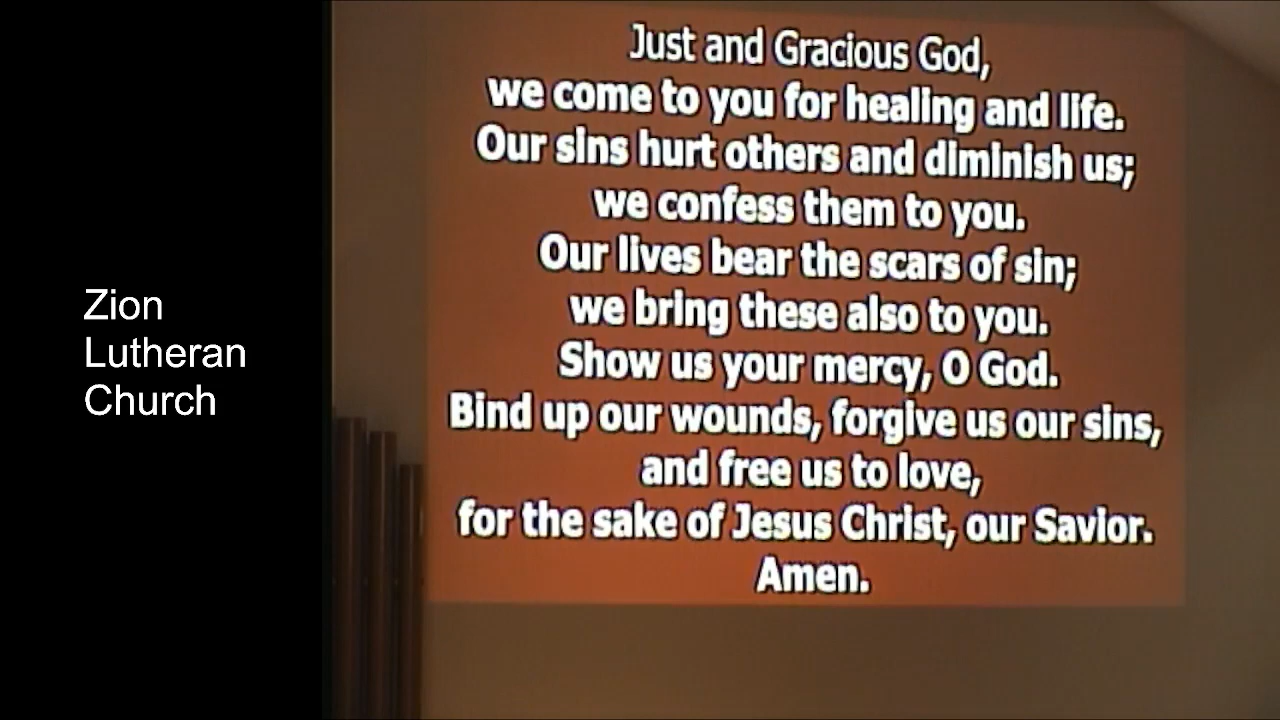 Zion
Lutheran
Church
Just and Gracious God,
we come to you for healing and life.
Our sins hurt others and diminish us;
we confess them to you.
Our lives bear the scars of sin;
we bring these also to you.
Show us your mercy, O God.
Bind up our wounds, forgive us our sins,
and free us to love,
for the sake of Jesus Christ, our Savior.
Amen.